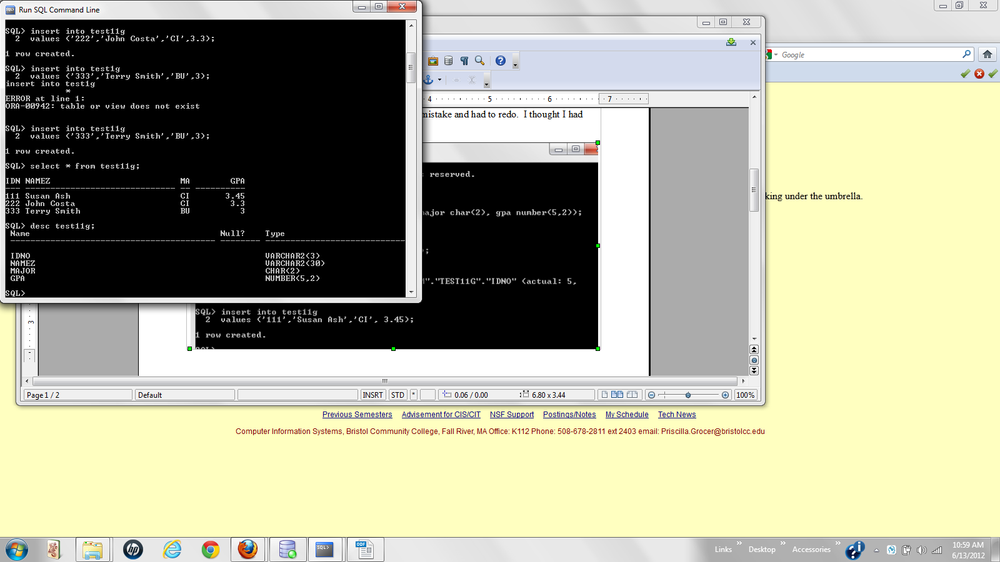 Run SQL Command Line
SQL> insert into test11g
  2  values ('222','John Costa','CI',3.3);
1 row created.
SQL> insert into test1g
  2  values ('333','Terry Smith','BU',3);
insert into test1g
            *
ERROR at line 1:
ORA-00942: table or view does not exist
SQL> insert into test11g
  2  values ('333','Terry Smith','BU',3);
1 row created.
SQL> select * from test11g;
IDN NAMEZ                          MA        GPA
--- ------------------------------ -- ----------
111 Susan Ash                      CI       3.45
222 John Costa                     CI        3.3
333 Terry Smith                    BU          3
SQL> desc test11g;
 Name                                      Null?    Type
 ----------------------------------------- -------- ----------------------------
 IDNO                                               VARCHAR2(3)
 NAMEZ                                              VARCHAR2(30)
 MAJOR                                              CHAR(2)
 GPA                                                NUMBER(5,2)
SQL>
Google
4 5 6 7
mistake and had to redo.  I thought I had
reserved.
major char(2), gpa number(5,2));
;
"."TEST11G"."IDNO" (actual: 5,
SQL> insert into test11g
  2  values ('111','Susan Ash','CI', 3.45);
1 row created.
SQL>
king under the umbrella.
3
Page 1 / 2
Default
INSRT
STD
*
0.06 / 0.00
6.80 x 3.44
100%
Previous Semesters Advisement for CIS/CIT NSF Support Postings/Notes My Schedule Tech News
Computer Information Systems, Bristol Community College, Fall River, MA Office: K112 Phone: 508-678-2811 ext 2403 email: Priscilla.Grocer@bristolcc.edu
hp
SQL>
ODF
Links
Desktop
Accessories
10:59 AM
6/13/2012